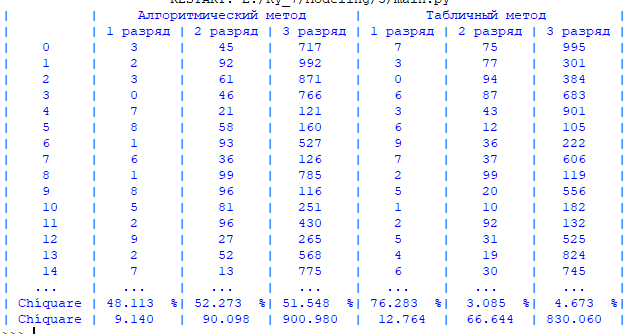 RESTART: E:/Ky_7/Modeling/3/main.py
| | Алгоритмический метод | Табличный метод |
| | 1 разряд | 2 разряд | 3 разряд | 1 разряд | 2 разряд | 3 разряд |
| 0 | 3 | 45 | 717 | 7 | 75 | 995 |
| 1 | 2 | 92 | 992 | 3 | 77 | 301 |
| 2 | 3 | 61 | 871 | 0 | 94 | 384 |
| 3 | 0 | 46 | 766 | 6 | 87 | 683 |
| 4 | 7 | 21 | 121 | 3 | 43 | 901 |
| 5 | 8 | 58 | 160 | 6 | 12 | 105 |
| 6 | 1 | 93 | 527 | 9 | 36 | 222 |
| 7 | 6 | 36 | 126 | 7 | 37 | 606 |
| 8 | 1 | 99 | 785 | 2 | 99 | 119 |
| 9 | 8 | 96 | 116 | 5 | 20 | 556 |
| 10 | 5 | 81 | 251 | 1 | 10 | 182 |
| 11 | 2 | 96 | 430 | 2 | 92 | 132 |
| 12 | 9 | 27 | 265 | 5 | 31 | 525 |
| 13 | 2 | 52 | 568 | 4 | 19 | 824 |
| 14 | 7 | 13 | 775 | 6 | 30 | 745 |
| ... | ... | ... | ... | ... | ... | ... |
| Chiquare | 48.113 %| 52.273 %| 51.548 %| 76.283 %| 3.085 %| 4.673 %|
| Chiquare | 9.140 | 90.098 | 900.980 | 12.764 | 66.644 | 830.060 |
>>>